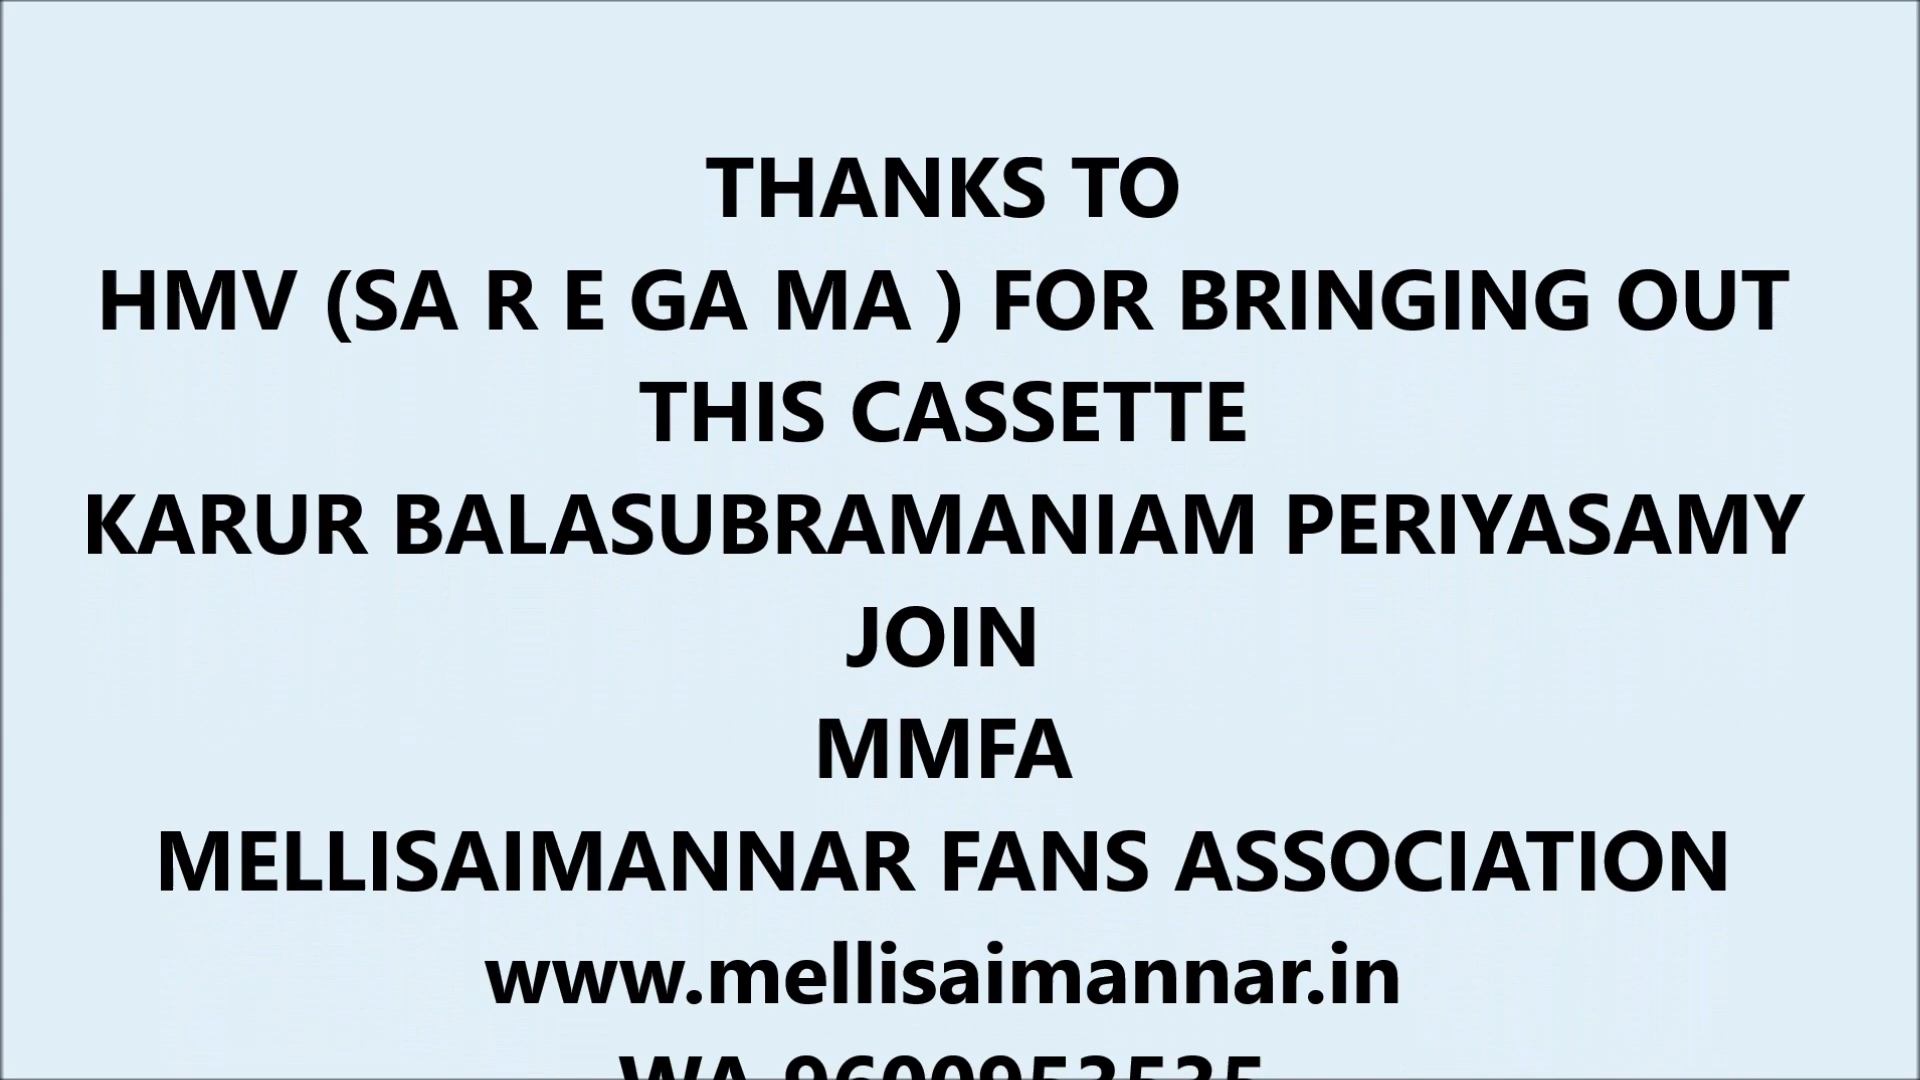 THANKS TO
HMV (SA R E GA MA ) FOR BRINGING OUT
THIS CASSETTE
KARUR BALASUBRAMANIAM PERIYASAMY
JOIN
MMFA
MELLISAIMANNAR FANS ASSOCIATION
www.mellisaimannar.in
WA